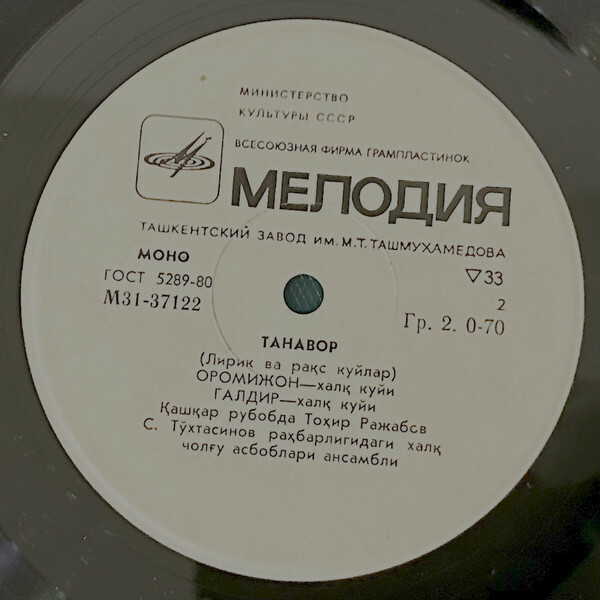 МИНИСТЕРСТВО
КУЛЬТУРЫ СССР
ВСЕСОЮЗНАЯ ФИРМА ГРАМПЛАСТИНОК
МЕЛОДИЯ
ТАШКЕНТСКИЙ ЗАВОД ИМ. М.Т. ТАШМУХАМЕДОВА
МОНО
▽33
ГОСТ 5289-80
2
М31-37122
Гр. 2. 0-70
ТАНАВОР
(Лирик ва рақс куйлар)
ОРОМИЖОН—халқ куйи
ГАЛДИР—халқ куйи
Қашқар рубобда Тоҳир Ражабов
С. Тўхтасинов раҳбарлигидаги халқ
чолғу асбоблари ансамбли